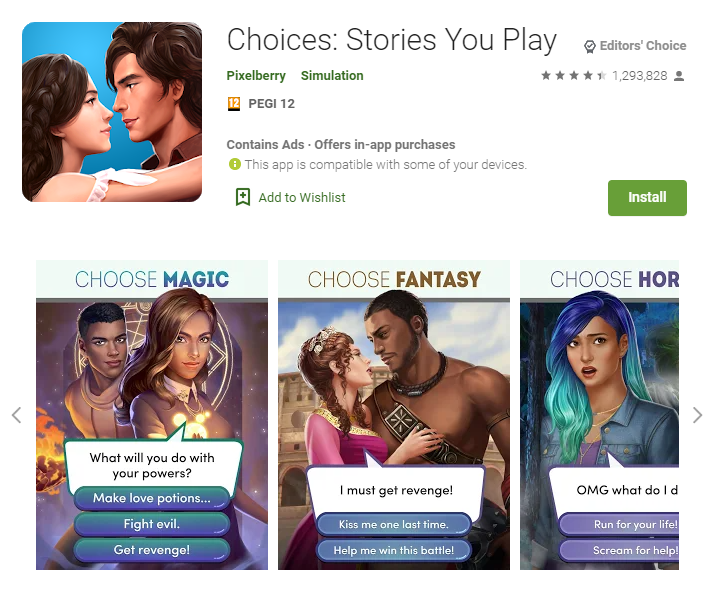 Choices: Stories You Play
Editors' Choice
Pixelberry Simulation
1,293,828
12 PEGI 12
Contains Ads · Offers in-app purchases
This app is compatible with some of your devices.
Add to Wishlist
Install
CHOOSE MAGIC
What will you do with
your powers?
Make love potions...
Fight evil.
Get revenge!
CHOOSE FANTASY
I must get revenge!
Kiss me one last time.
Help me win this battle!
CHOOSE HOR
OMG what do I d
Run for your life!
Scream for help!